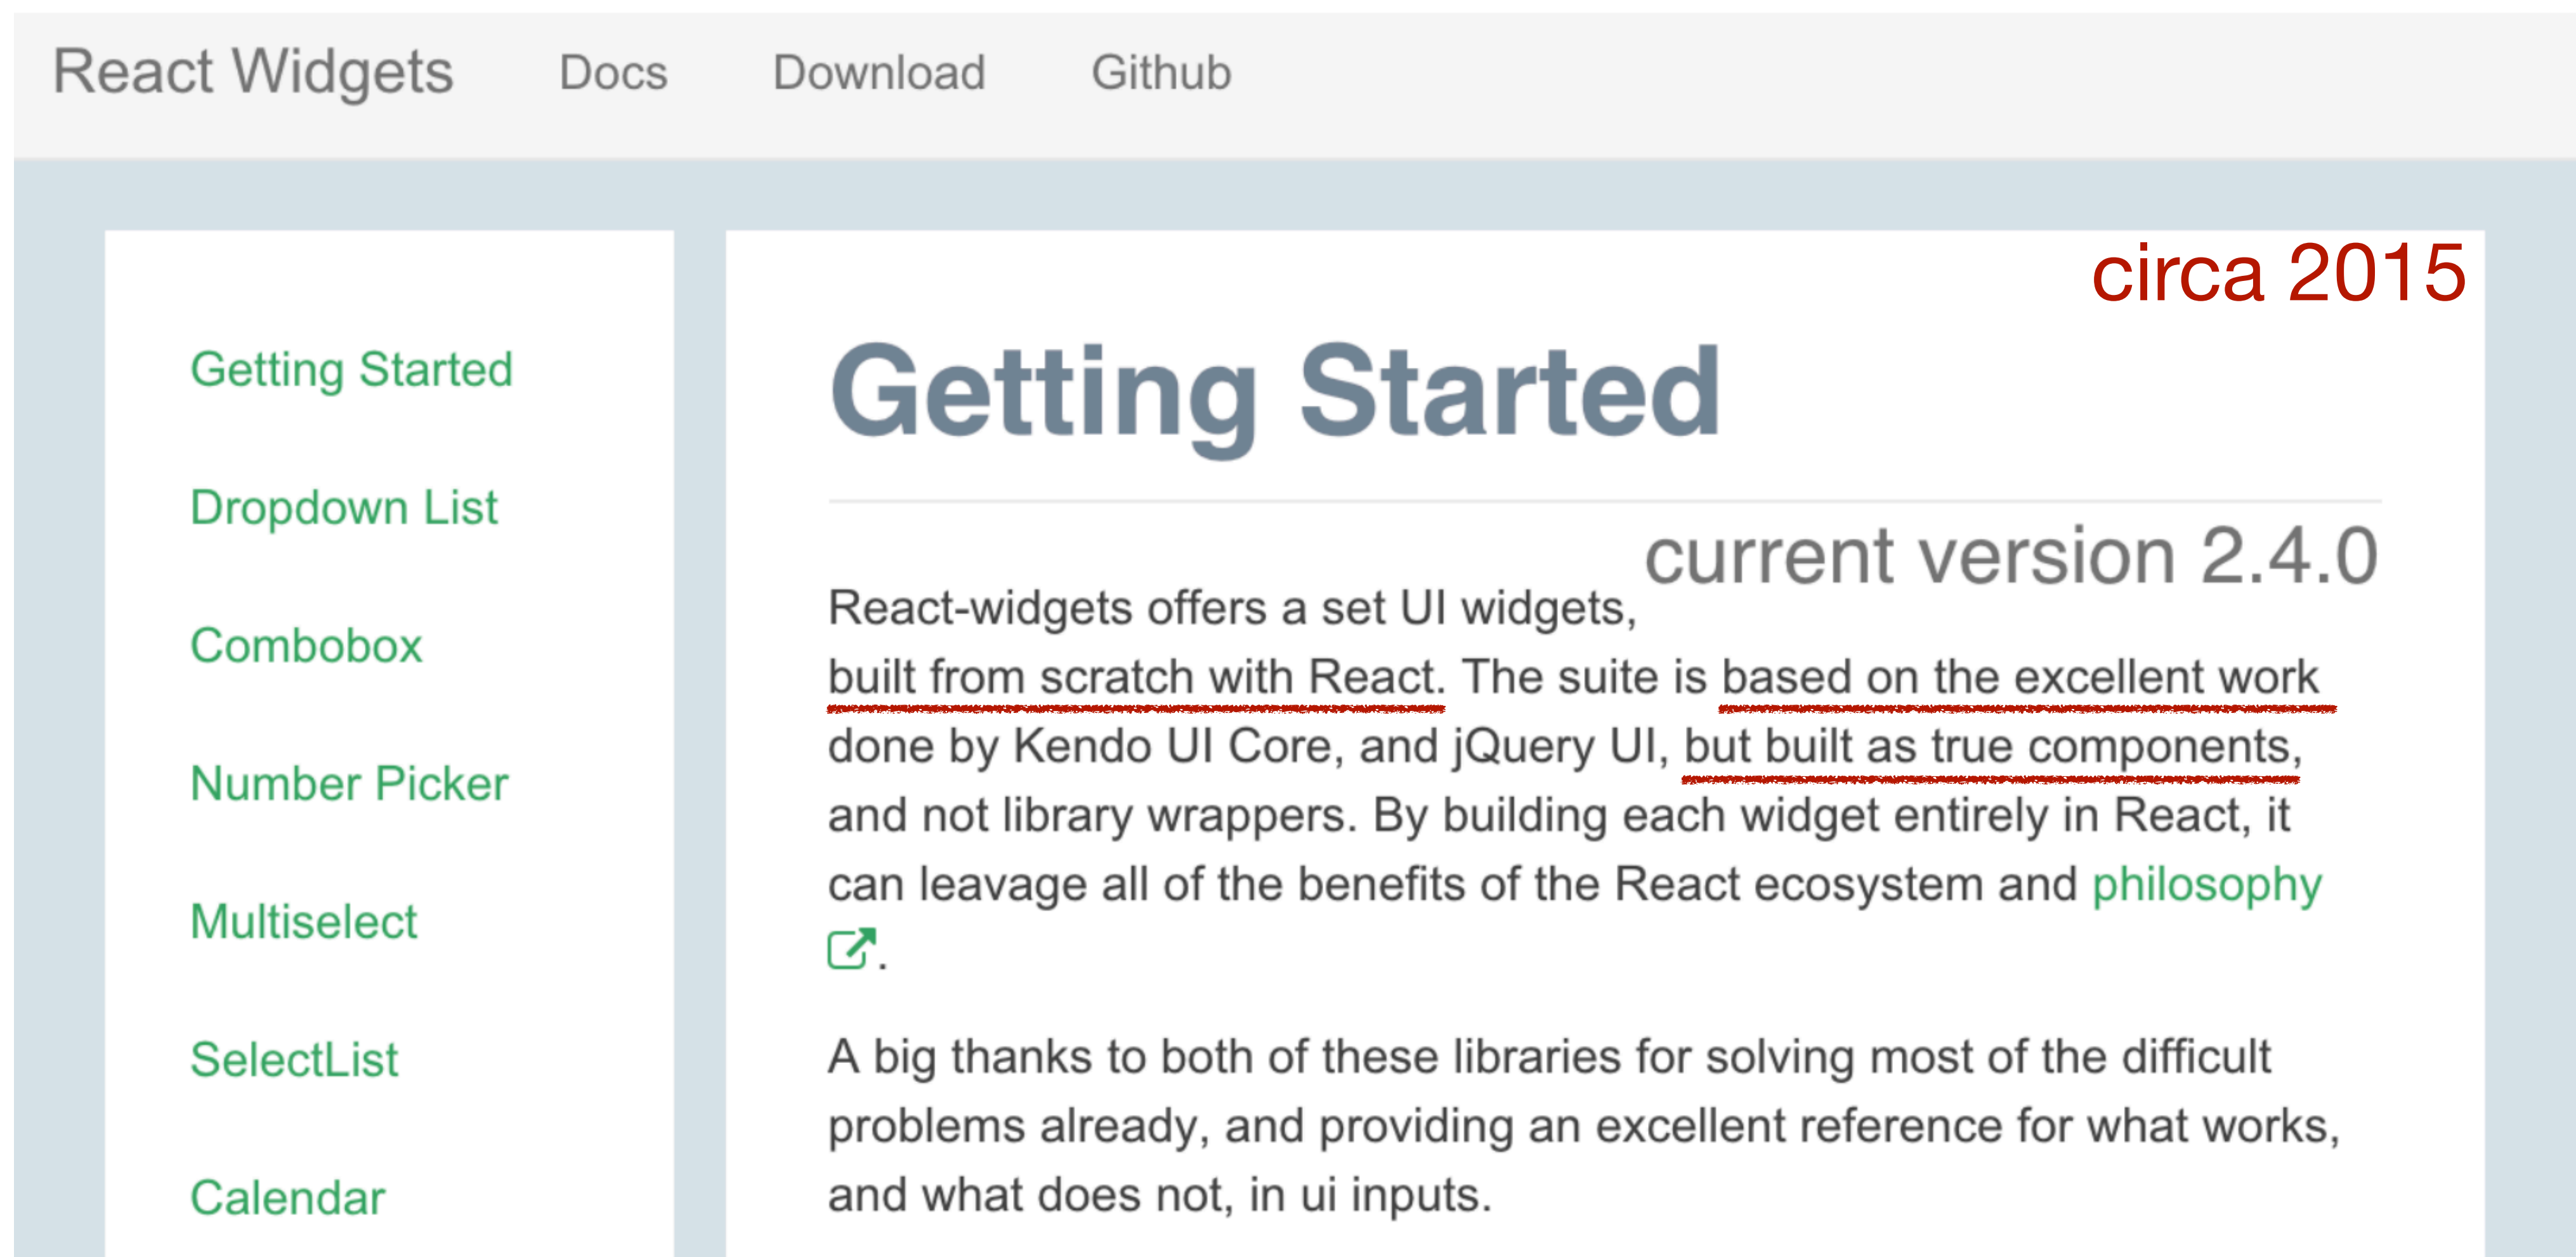 React Widgets Docs Download Github
circa 2015
Getting Started
Dropdown List
Combobox
Number Picker
Multiselect
SelectList
Calendar
Getting Started
current version 2.4.0
React-widgets offers a set UI widgets,
built from scratch with React. The suite is based on the excellent work
done by Kendo UI Core, and jQuery UI, but built as true components,
and not library wrappers. By building each widget entirely in React, it
can leavage all of the benefits of the React ecosystem and philosophy
.
A big thanks to both of these libraries for solving most of the difficult
problems already, and providing an excellent reference for what works,
and what does not, in ui inputs.